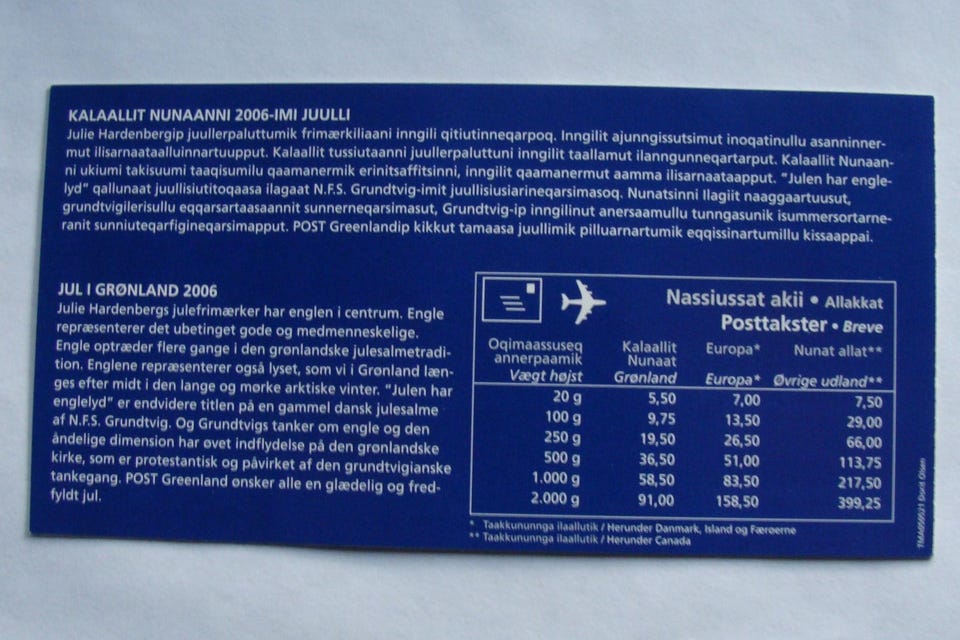 KALAALLIT NUNAANNI 2006-IMI JUULLI
Julie Hardenbergip juullerpaluttumik frimærkiliaani inngili qitiutinneqarpoq. Inngilit ajunngissutsimut inoqatinullu asanninner-
mut ilisarnaataalluinnartuupput. Kalaallit tussiutaanni juullerpaluttuni inngilit taallamut ilanngunneqartarput. Kalaallit Nunaan-
ni ukiumi takisuumi taaqisumilu qaamanermik erinitsaffitsinni, inngilit qaamanermut aamma ilisarnaataapput. "Julen har engle-
lyd" qallunaat juullisiutitoqaasa ilagaat N.F.S. Grundtvig-imit juullisiusiarineqarsimasoq. Nunatsinni Ilagiit naaggaartuusut,
grundtvigilerisullu eqqarsartaasaannit sunnerneqarsimasut, Grundtvig-ip inngilinut anersaamullu tunngasunik isummersortarne-
ranit sunniuteqarfigineqarsimapput. POST Greenlandip kikkut tamaasa juullimik pilluarnartumik eqqissinartumillu kissaappai.
JUL I GRØNLAND 2006
Julie Hardenbergs julefrimærker har englen i centrum. Engle
repræsenterer det ubetinget gode og medmenneskelige.
Engle optræder flere gange i den grønlandske julesalmetradi-
tion. Englene repræsenterer også lyset, som vi i Grønland læn-
ges efter midt i den lange og mørke arktiske vinter. "Julen har
englelyd" er endvidere titlen på en gammel dansk julesalme
af N.F.S. Grundtvig. Og Grundtvigs tanker om engle og den
åndelige dimension har øvet indflydelse på den grønlandske
kirke, som er protestantisk og påvirket af den grundtvigianske
tankegang. POST Greenland ønsker alle en glædelig og fred-
fyldt jul.
Nassiussat akii • Allakkat
Posttakster • Breve
Oqimaassuseq Kalaallit Europa* Nunat allat**
annerpaamik Nunaat
Vægt højst Grønland Europa* Øvrige udland**
20 g 5,50 7,00 7,50
100 g 9,75 13,50 29,00
250 g 19,50 26,50 66,00
500 g 36,50 51,00 113,75
1.000 g 58,50 83,50 217,50
2.000 g 91,00 158,50 399,25
* Taakkununnga ilaallutik / Herunder Danmark, Island og Færøerne
** Taakkununnga ilaallutik / Herunder Canada
TMA050521 Dorit Olsen